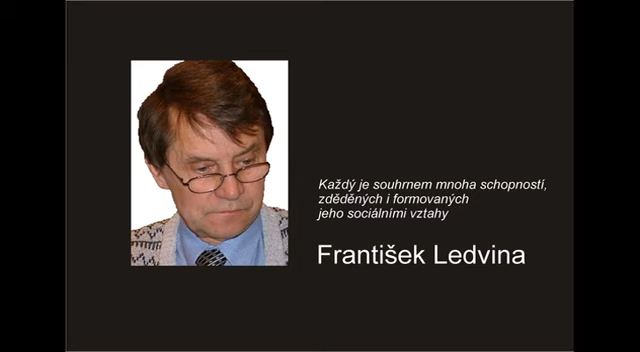 Každý je souhrnem mnoha schopností,
zděděných i formovaných
jeho sociálními vztahy
František Ledvina